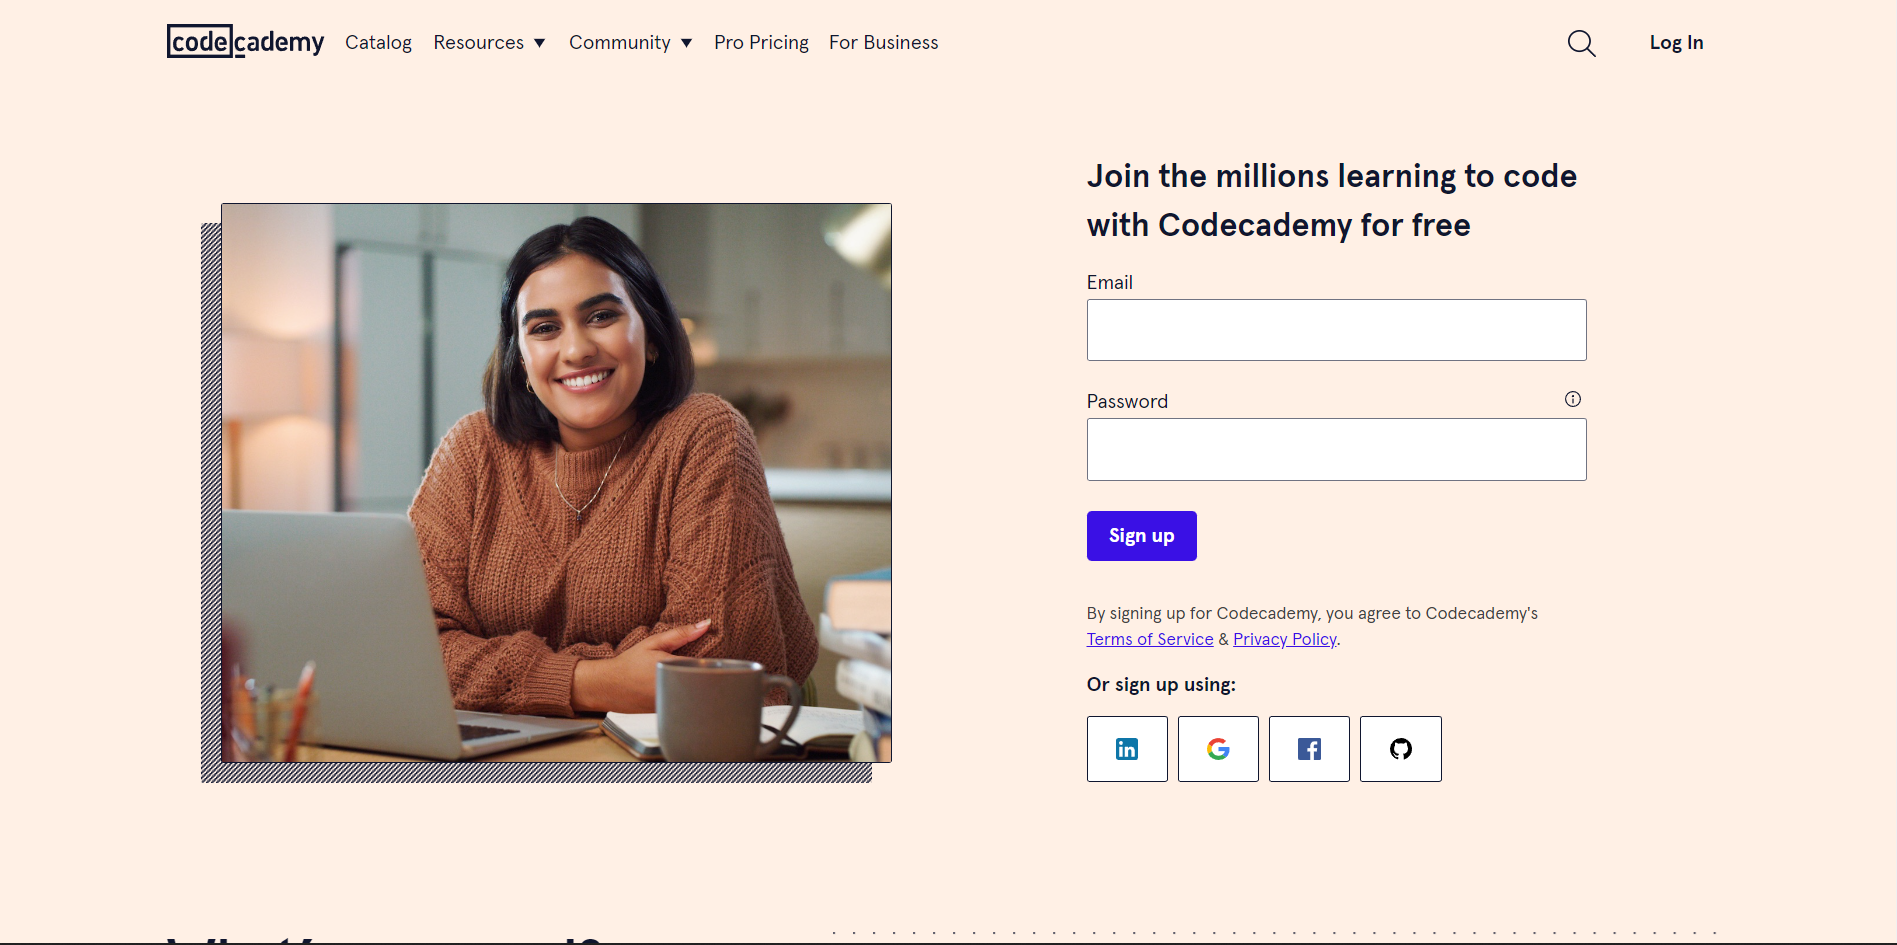 codecademy Catalog Resources Community Pro Pricing For Business Log In
Join the millions learning to code
with Codecademy for free
Email
Password
Sign up
By signing up for Codecademy, you agree to Codecademy's
Terms of Service & Privacy Policy.
Or sign up using:
in G f